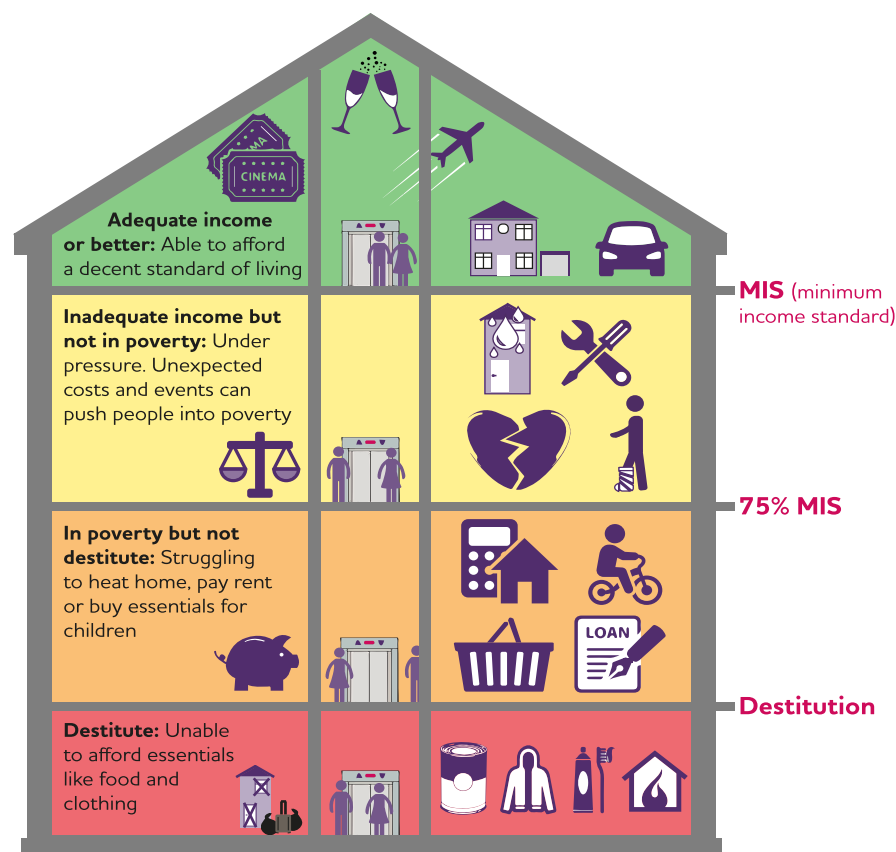 CINEMA
MA
Adequate income
or better: Able to afford
a decent standard of living
MIS (minimum
income standard)
Inadequate income but
not in poverty: Under
pressure. Unexpected
costs and events can
push people into poverty
75% MIS
In poverty but not
destitute: Struggling
to heat home, pay rent
or buy essentials for
children
LOAN
Destitution
Destitute: Unable
to afford essentials
like food and
clothing